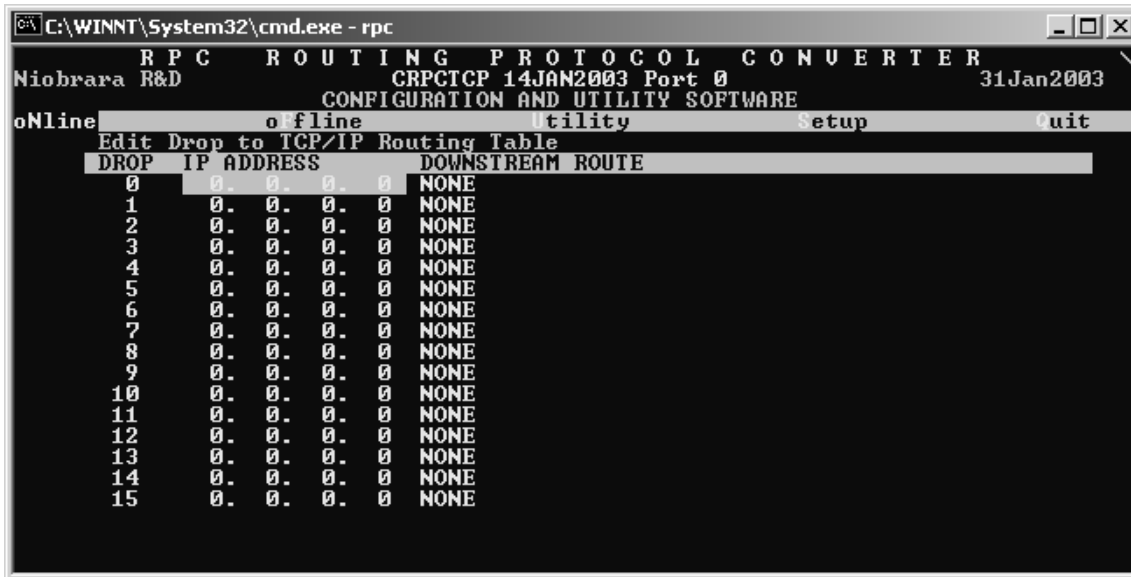 C:\WINNT\System32\cmd.exe - rpc
R P C R O U T I N G P R O T O C O L C O N V E R T E R \
Niobrara R&D CRPCTCP 14JAN2003 Port 0 31Jan2003
CONFIGURATION AND UTILITY SOFTWARE
oNline oFfline Utility Setup Quit
Edit Drop to TCP/IP Routing Table
DROP IP ADDRESS DOWNSTREAM ROUTE
0 0. 0. 0. 0 NONE
1 0. 0. 0. 0 NONE
2 0. 0. 0. 0 NONE
3 0. 0. 0. 0 NONE
4 0. 0. 0. 0 NONE
5 0. 0. 0. 0 NONE
6 0. 0. 0. 0 NONE
7 0. 0. 0. 0 NONE
8 0. 0. 0. 0 NONE
9 0. 0. 0. 0 NONE
10 0. 0. 0. 0 NONE
11 0. 0. 0. 0 NONE
12 0. 0. 0. 0 NONE
13 0. 0. 0. 0 NONE
14 0. 0. 0. 0 NONE
15 0. 0. 0. 0 NONE